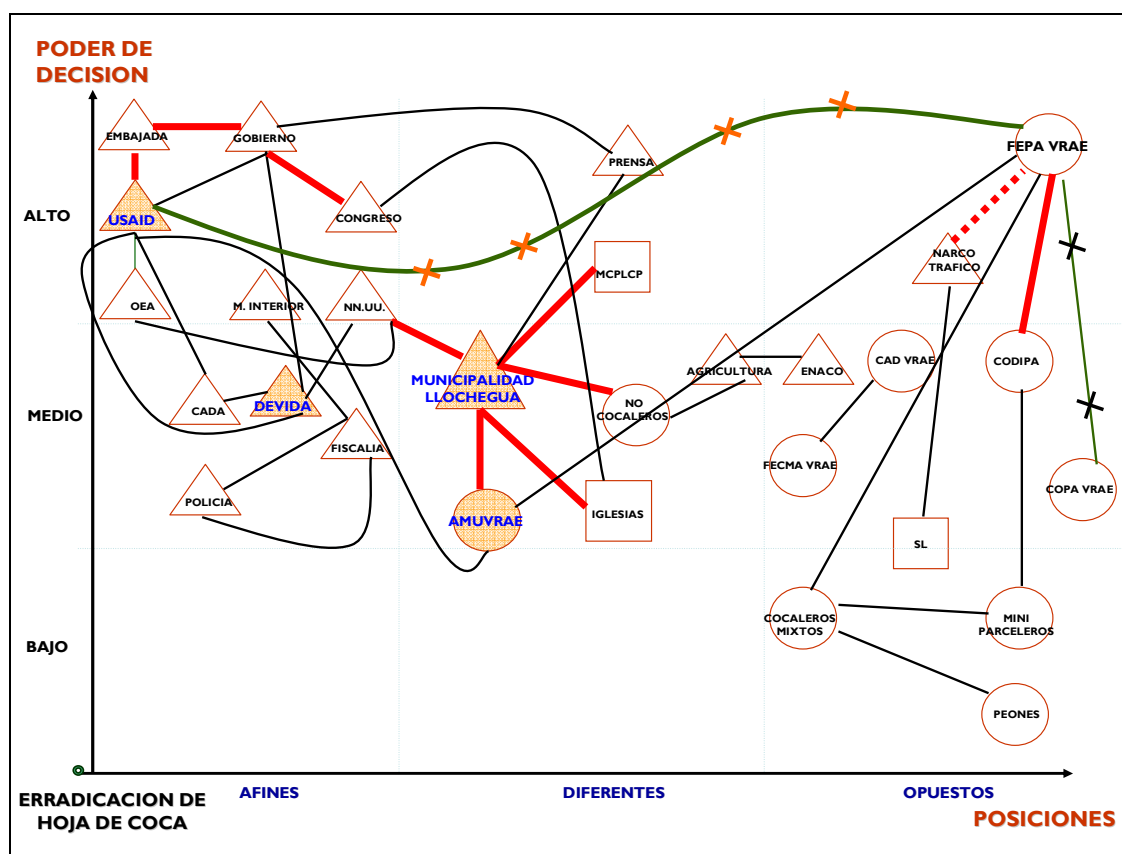 PODER DE
DECISION
EMBAJADA
GOBIERNO
PRENSA
FEPA VRAE
ALTO
USAID
CONGRESO
NARCO
TRAFICO
MCPLCP
OEA
M. INTERIOR
NN.UU.
CAD VRAE
CODIPA
AGRICULTURA
ENACO
MUNICIPALIDAD
LLOCHEGUA
MEDIO
CADA
DEVIDA
NO
COCALEROS
FISCALIA
FECMA VRAE
COPA VRAE
POLICIA
AMUVRAE
IGLESIAS
SL
BAJO
COCALEROS
MIXTOS
MINI
PARCELEROS
PEONES
AFINES
DIFERENTES
OPUESTOS
ERRADICACION DE
HOJA DE COCA
POSICIONES